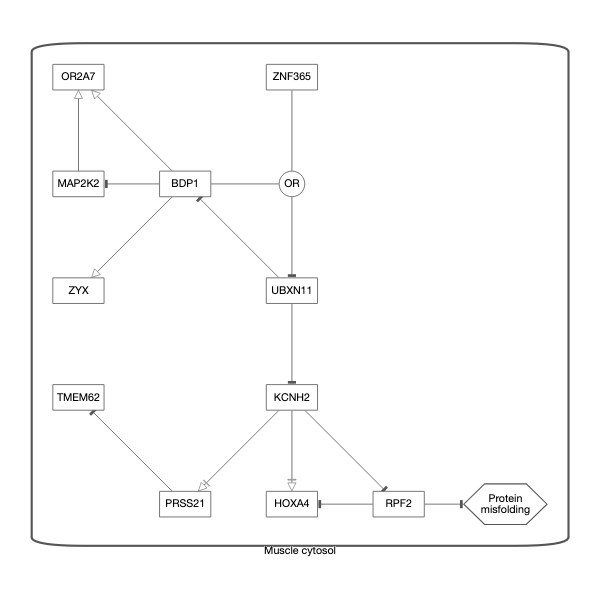 OR2A7
ZNF365
MAP2K2
BDP1
OR
ZYX
UBXN11
TMEM62
KCNH2
PRSS21
HOXA4
RPF2
Protein
misfolding
Muscle cytosol